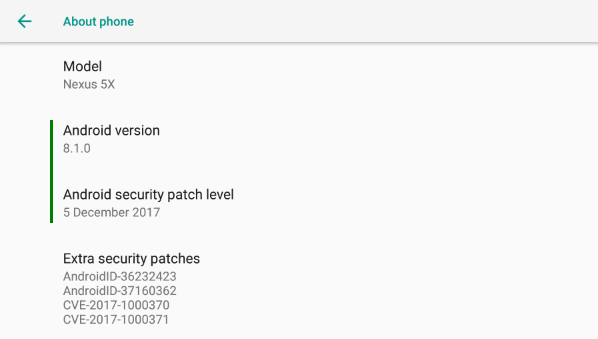 About phone
Model
Nexus 5X
Android version
8.1.0
Android security patch level
5 December 2017
Extra security patches
AndroidID-36232423
AndroidID-37160362
CVE-2017-1000370
CVE-2017-1000371